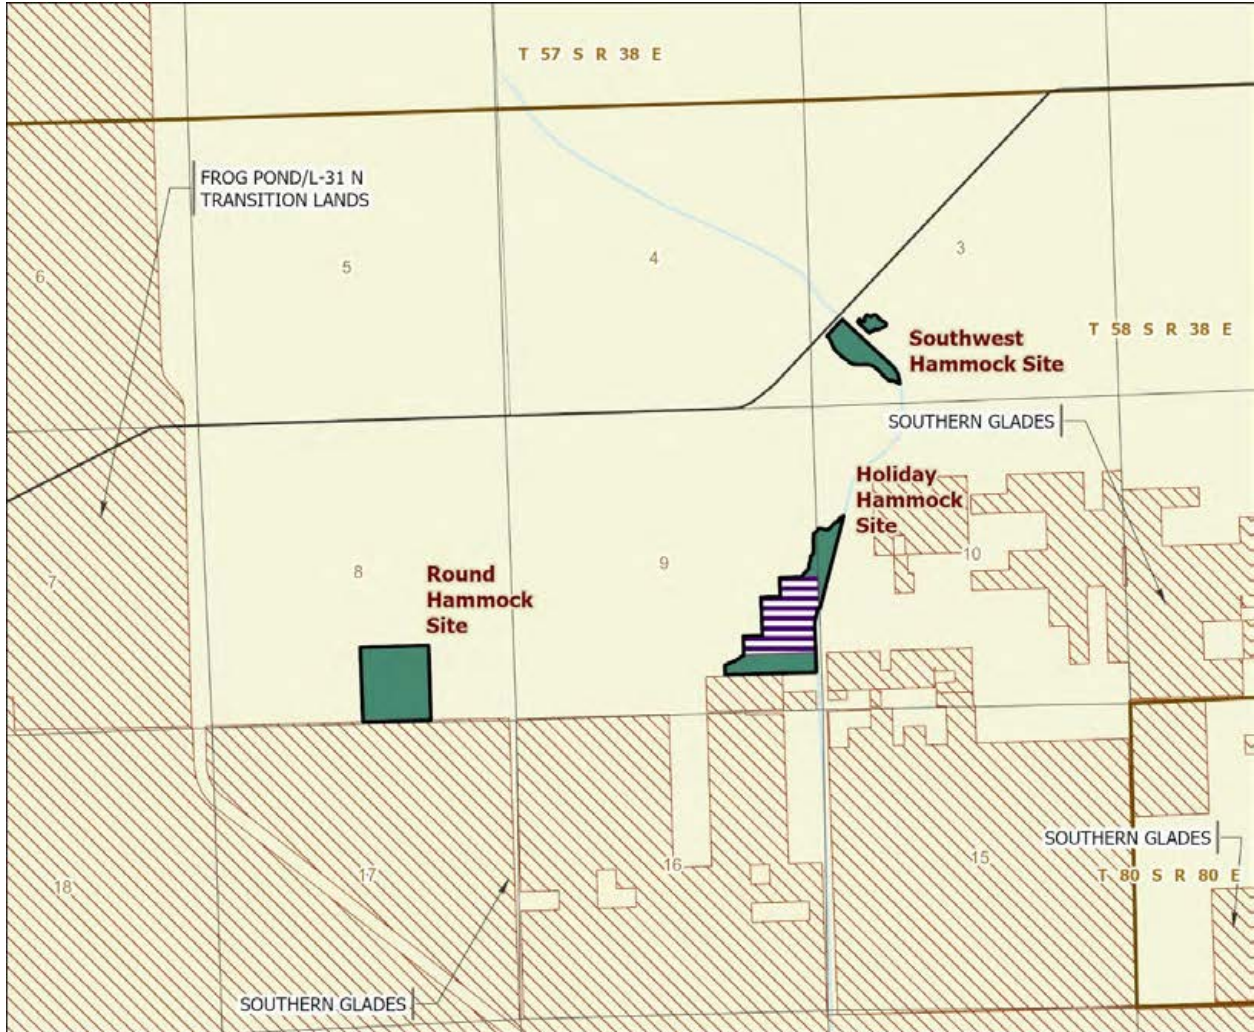 T 57 S R 38 E
FROG POND/L-31 N
TRANSITION LANDS
3
4
5
6
T 58 S R 38 E
Southwest
Hammock Site
SOUTHERN GLADES
Holiday
Hammock
Site
10
9
8
7
Round
Hammock
Site
SOUTHERN GLADES
15
16
17
18
T 80 S R 80 E
SOUTHERN GLADES